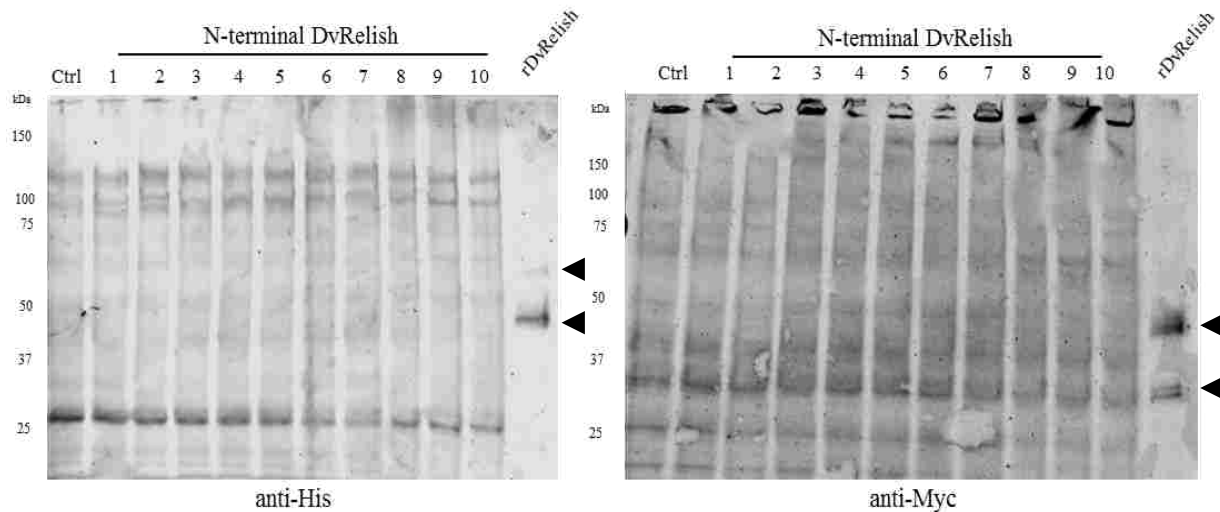 N-terminal DvRelish
rDvRelish
Ctrl 1 2 3 4 5 6 7 8 9 10
kDa
150
100
75
50
37
25
anti-His
N-terminal DvRelish
rDvRelish
Ctrl 1 2 3 4 5 6 7 8 9 10
kDa
150
100
75
50
37
25
anti-Myc